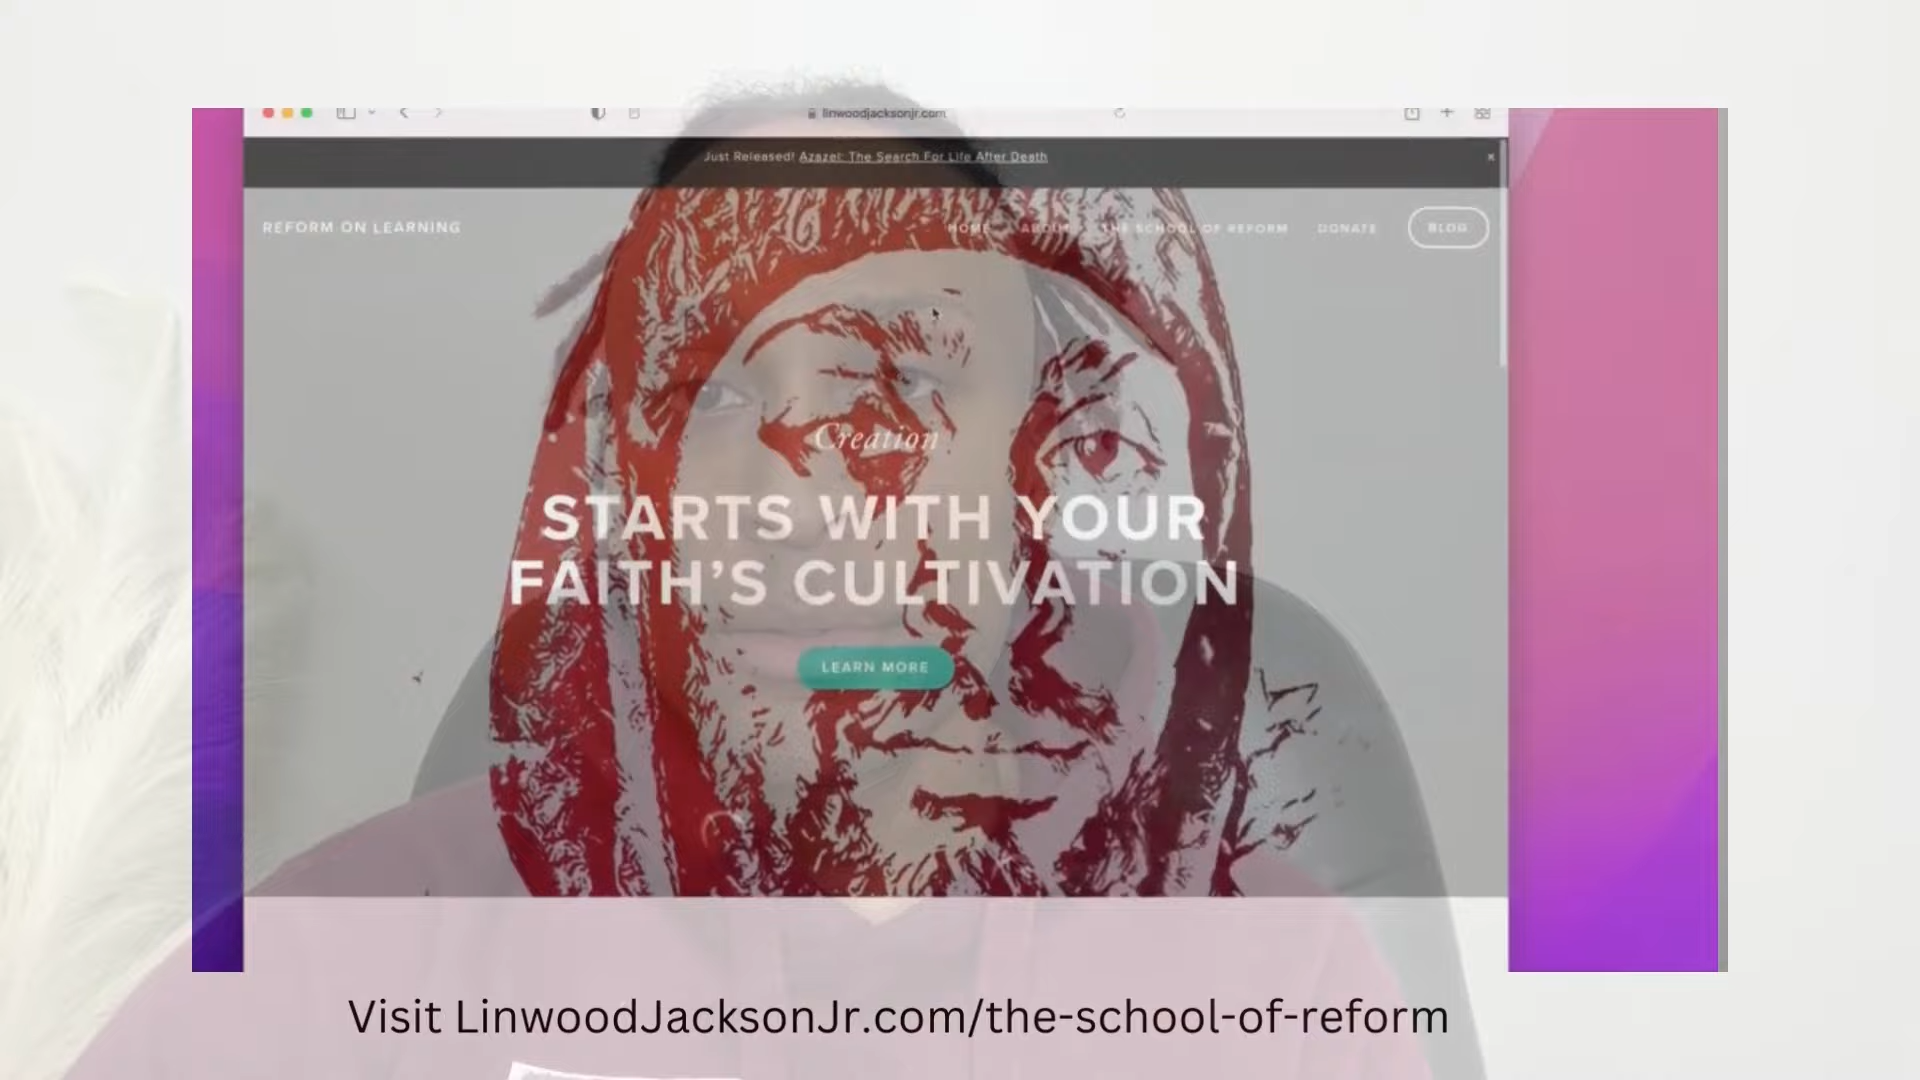 linwoodjacksonjr.com
Just Released! Azazel: The Search For Life After Death
REFORM ON LEARNING
HOME ABOUT THE SCHOOL OF REFORM DONATE BLOG
Creation
STARTS WITH YOUR
FAITH'S CULTIVATION
LEARN MORE
Visit LinwoodJacksonJr.com/the-school-of-reform